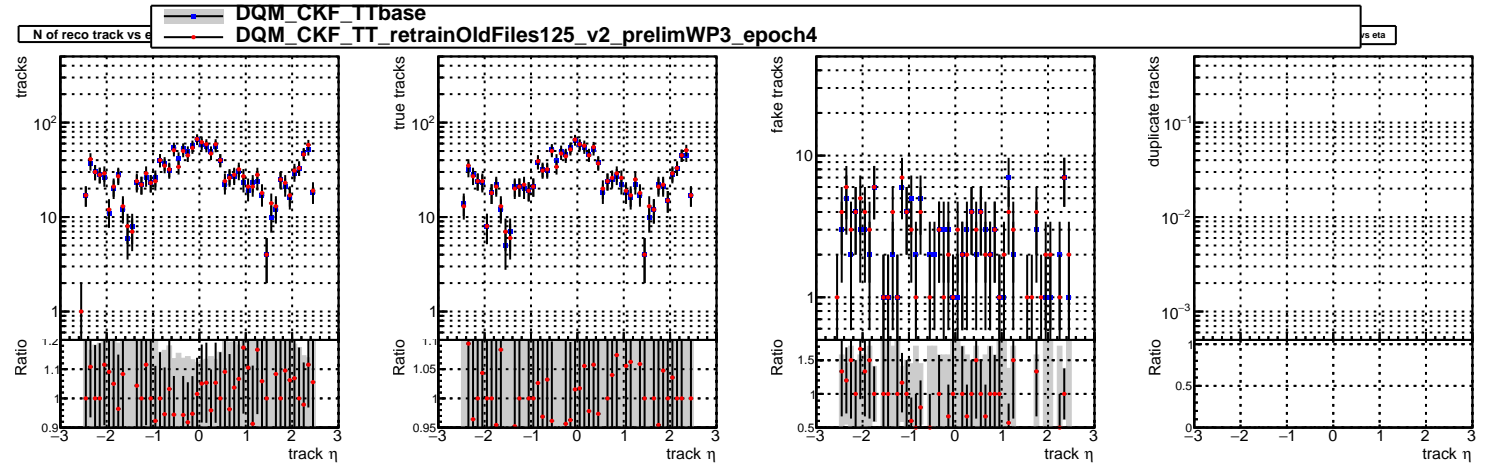 DQM_CKF_TTbase
DQM_CKF_TT_retrainOldFiles125_v2_prelimWP3_epoch4
N of reco track vs e
vs eta
tracks
10²
10
1
Ratio
1.2
1.1
1
0.9
−3 −2 −1 0 1 2 3
track η
true tracks
10²
10
1
Ratio
1.1
1.05
1
0.95
−3 −2 −1 0 1 2 3
track η
fake tracks
10
1
Ratio
1.5
1
0.5
−3 −2 −1 0 1 2 3
track η
duplicate tracks
10⁻¹
10⁻²
10⁻³
Ratio
1
0.5
0
−3 −2 −1 0 1 2 3
track η